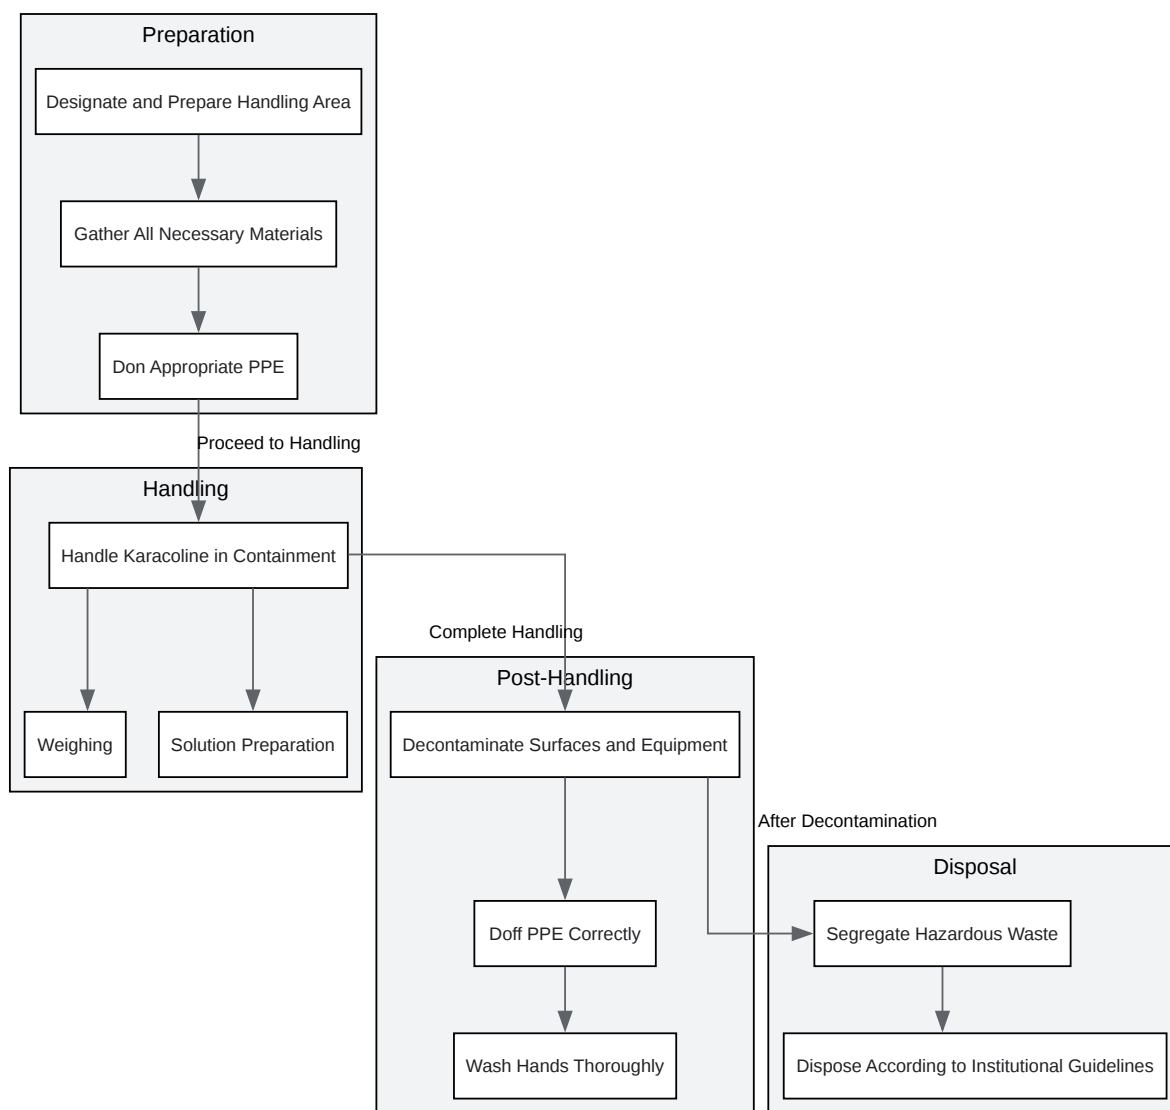 Preparation
Designate and Prepare Handling Area
Gather All Necessary Materials
Don Appropriate PPE
Proceed to Handling
Handling
Handle Karacoline in Containment
Weighing
Solution Preparation
Complete Handling
Post-Handling
Decontaminate Surfaces and Equipment
Doff PPE Correctly
Wash Hands Thoroughly
After Decontamination
Disposal
Segregate Hazardous Waste
Dispose According to Institutional Guidelines